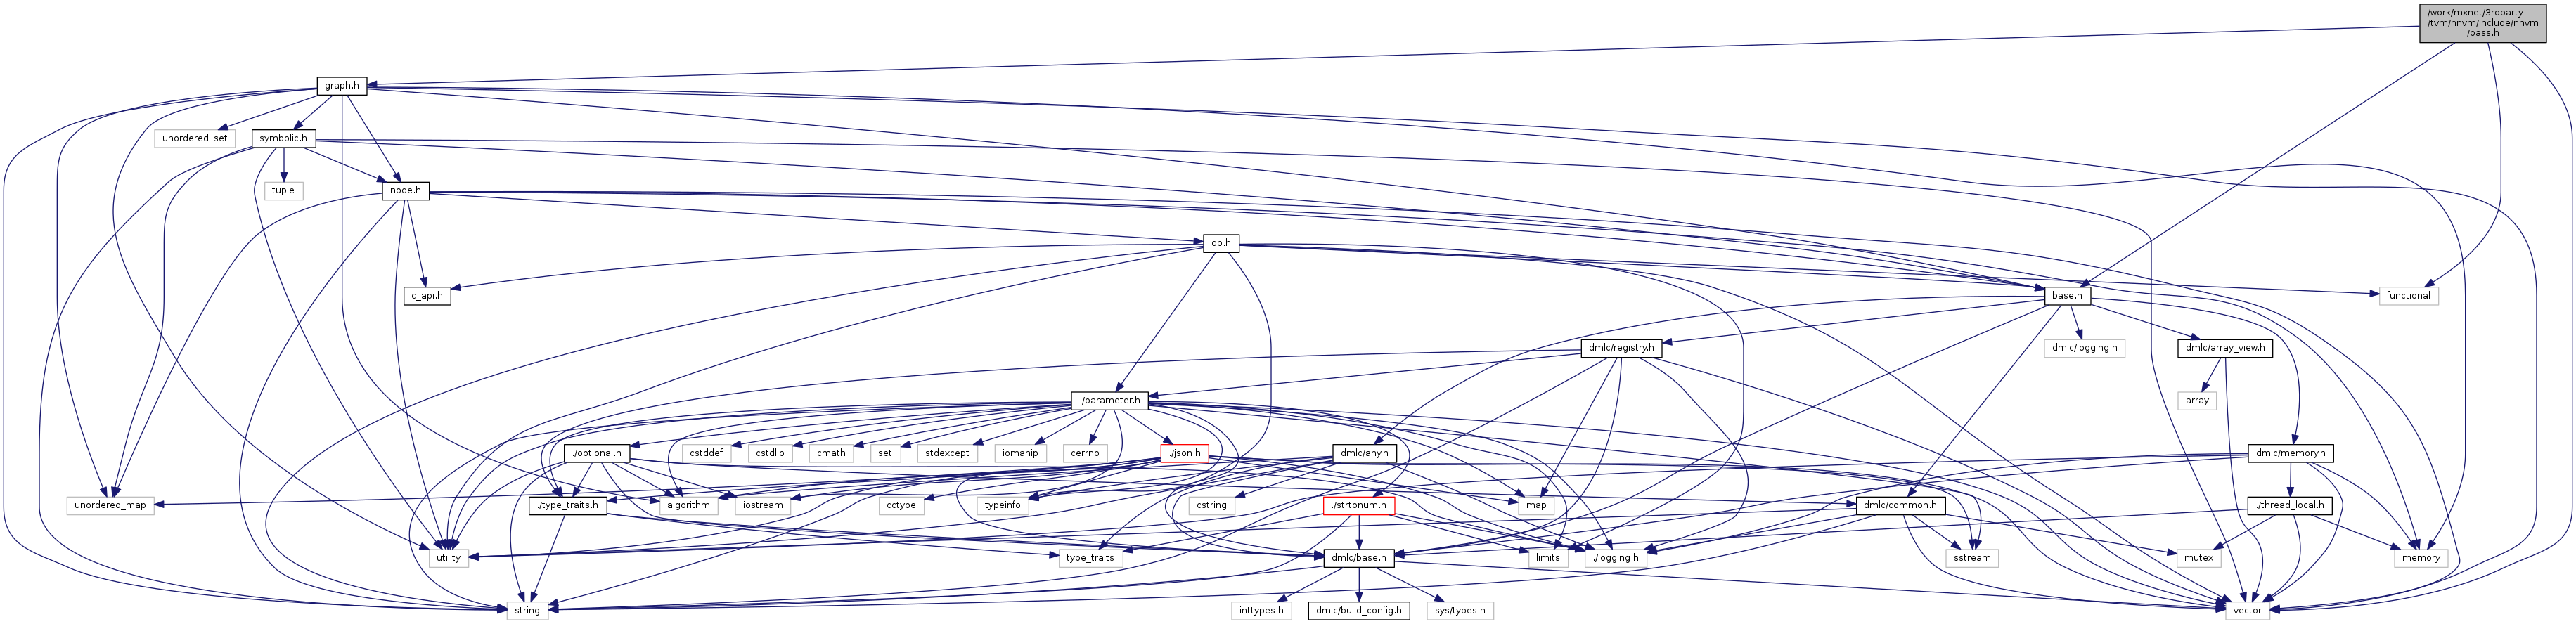 /work/mxnet/3rdparty
/tvm/nnvm/include/nnvm
/pass.h
graph.h
unordered_set
symbolic.h
tuple
node.h
op.h
c_api.h
base.h
functional
dmlc/registry.h
dmlc/logging.h
dmlc/array_view.h
./parameter.h
array
./optional.h
cstddef
cstdlib
cmath
set
stdexcept
iomanip
cerrno
./json.h
dmlc/any.h
dmlc/memory.h
unordered_map
./type_traits.h
algorithm
iostream
cctype
typeinfo
cstring
./strtonum.h
map
dmlc/common.h
./thread_local.h
utility
type_traits
dmlc/base.h
limits
./logging.h
sstream
mutex
memory
string
inttypes.h
dmlc/build_config.h
sys/types.h
vector